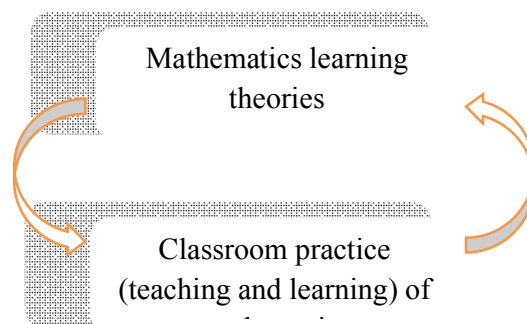 Mathematics learning
theories
Classroom practice
(teaching and learning) of